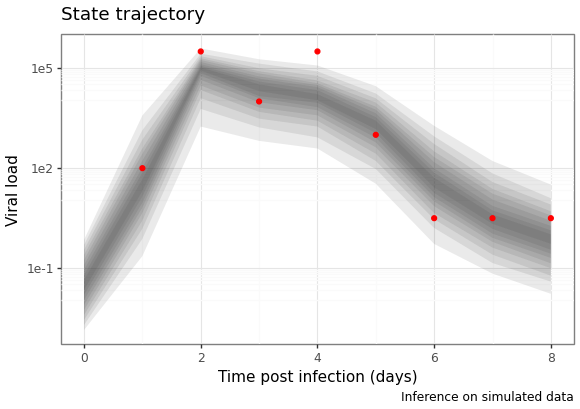 State trajectory
Viral load
1e5
1e2
1e-1
0 2 4 6 8
Time post infection (days)
Inference on simulated data